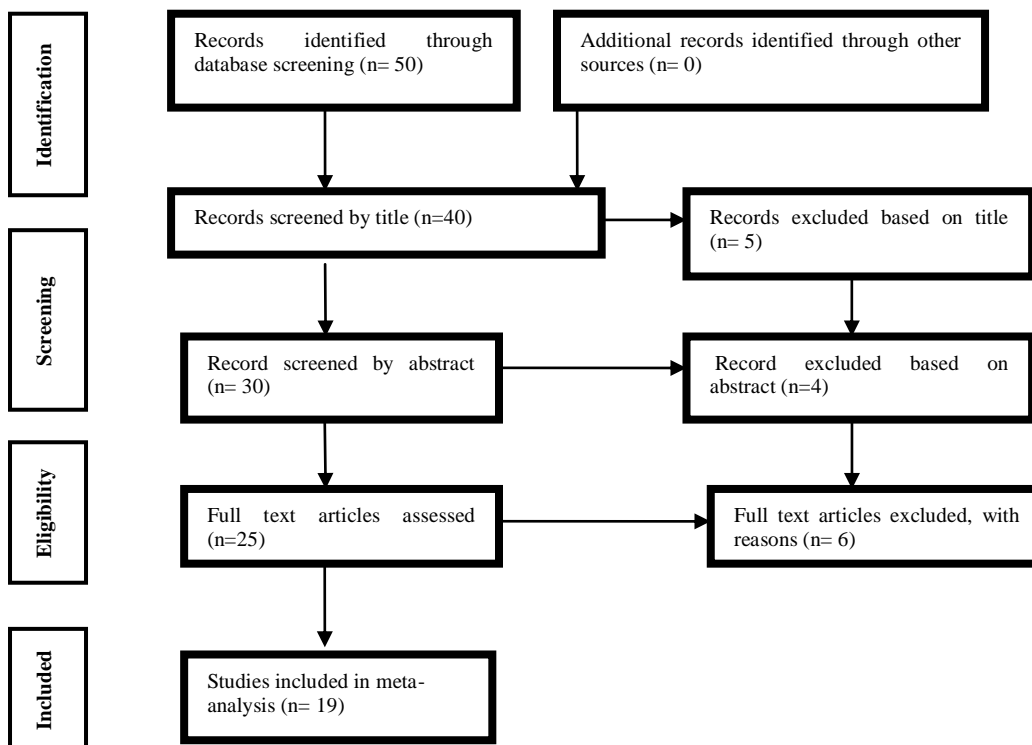 Identification
Records identified through
database screening (n= 50)
Additional records identified through other
sources (n= 0)
Records screened by title (n=40)
Records excluded based on title
(n= 5)
Screening
Record screened by abstract
(n= 30)
Record excluded based on
abstract (n=4)
Eligibility
Full text articles assessed
(n=25)
Full text articles excluded, with
reasons (n= 6)
Included
Studies included in meta-
analysis (n= 19)